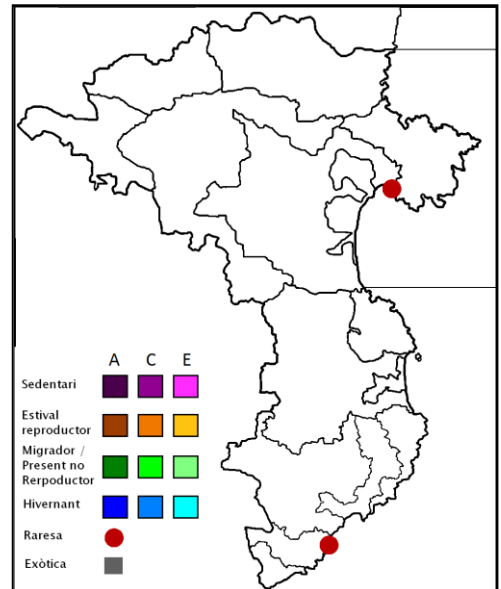 A C E
Sedentari
Estival
reproductor
Migrador /
Present no
Rerpoductor
Hivernant
Raresa
Exòtica